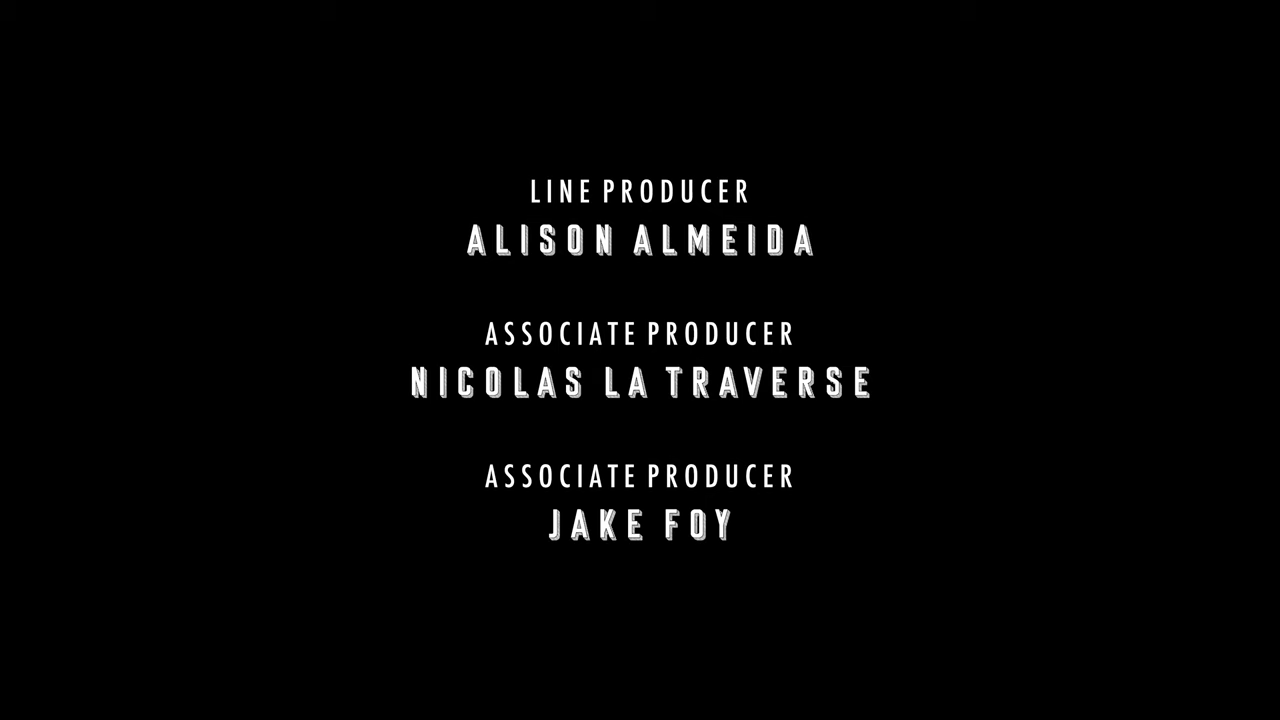 LINE PRODUCER
ALISON ALMEIDA
ASSOCIATE PRODUCER
NICOLAS LA TRAVERSE
ASSOCIATE PRODUCER
JAKE FOY